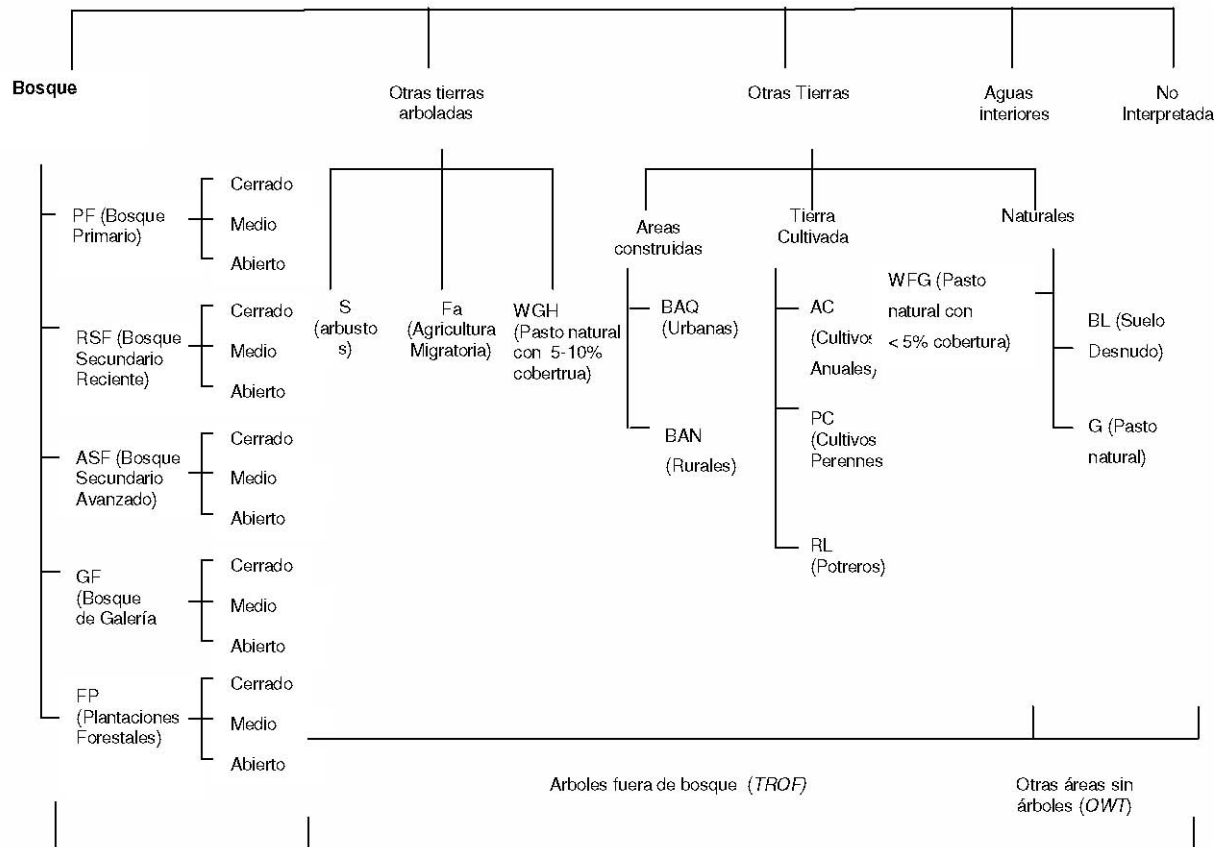 Bosque
Otras tierras
arboladas
Otras Tierras
Aguas
interiores
No
Interpretada
PF (Bosque
Primario)
Cerrado
Medio
Abierto
RSF (Bosque
Secundario
Reciente)
Cerrado
Medio
Abierto
ASF (Bosque
Secundario
Avanzado)
Cerrado
Medio
Abierto
GF
(Bosque
de Galería
Cerrado
Medio
Abierto
FP
(Plantaciones
Forestales)
Cerrado
Medio
Abierto
S
(arbusto
s)
Fa
(Agricultura
Migratoria)
WGH
(Pasto natural
con 5-10%
cobertrua)
Areas
construidas
BAQ
(Urbanas)
BAN
(Rurales)
Tierra
Cultivada
AC
(Cultivos
Anuales)
PC
(Cultivos
Perennes
RL
(Potreros)
Naturales
WFG (Pasto
natural con
< 5% cobertura)
BL (Suelo
Desnudo)
G (Pasto
natural)
Arboles fuera de bosque (TROF)
Otras áreas sin
árboles (OWT)